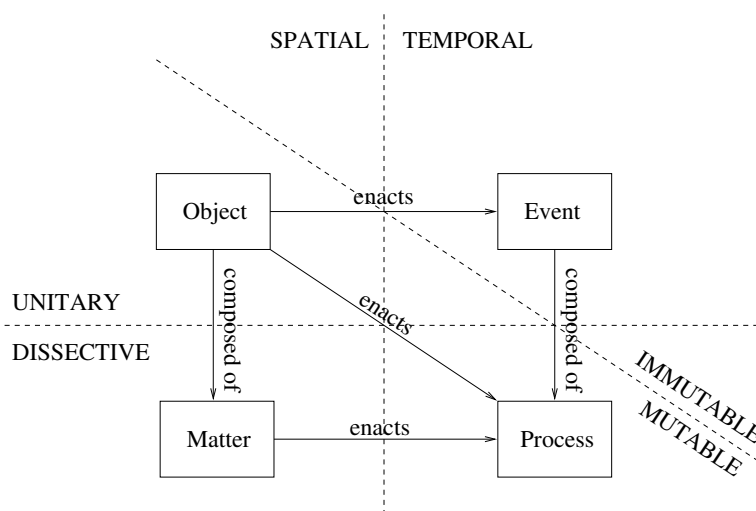 SPATIAL
TEMPORAL
Object
enacts
Event
composed of
enacts
composed of
UNITARY
DISSECTIVE
IMMUTABLE
MUTABLE
Matter
enacts
Process